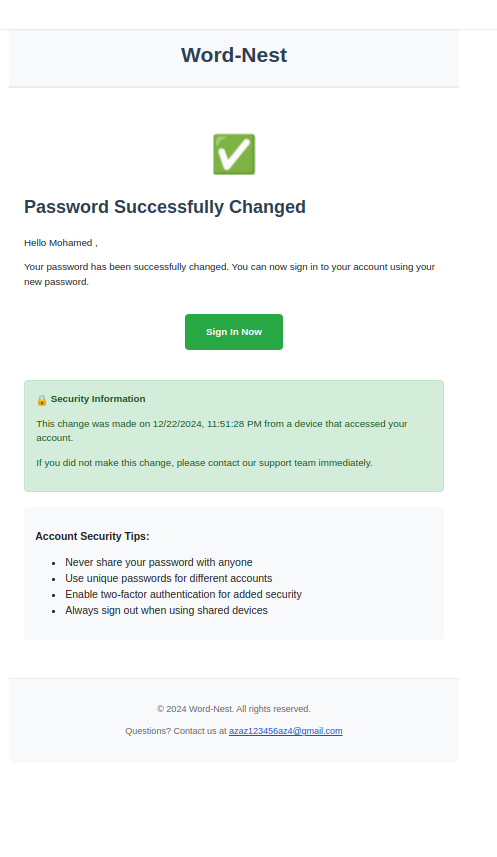 Word-Nest
Password Successfully Changed
Hello Mohamed ,
Your password has been successfully changed. You can now sign in to your account using your
new password.
Sign In Now
🔒 Security Information
This change was made on 12/22/2024, 11:51:28 PM from a device that accessed your
account.
If you did not make this change, please contact our support team immediately.
Account Security Tips:
• Never share your password with anyone
• Use unique passwords for different accounts
• Enable two-factor authentication for added security
• Always sign out when using shared devices
© 2024 Word-Nest. All rights reserved.
Questions? Contact us at azaz123456az4@gmail.com